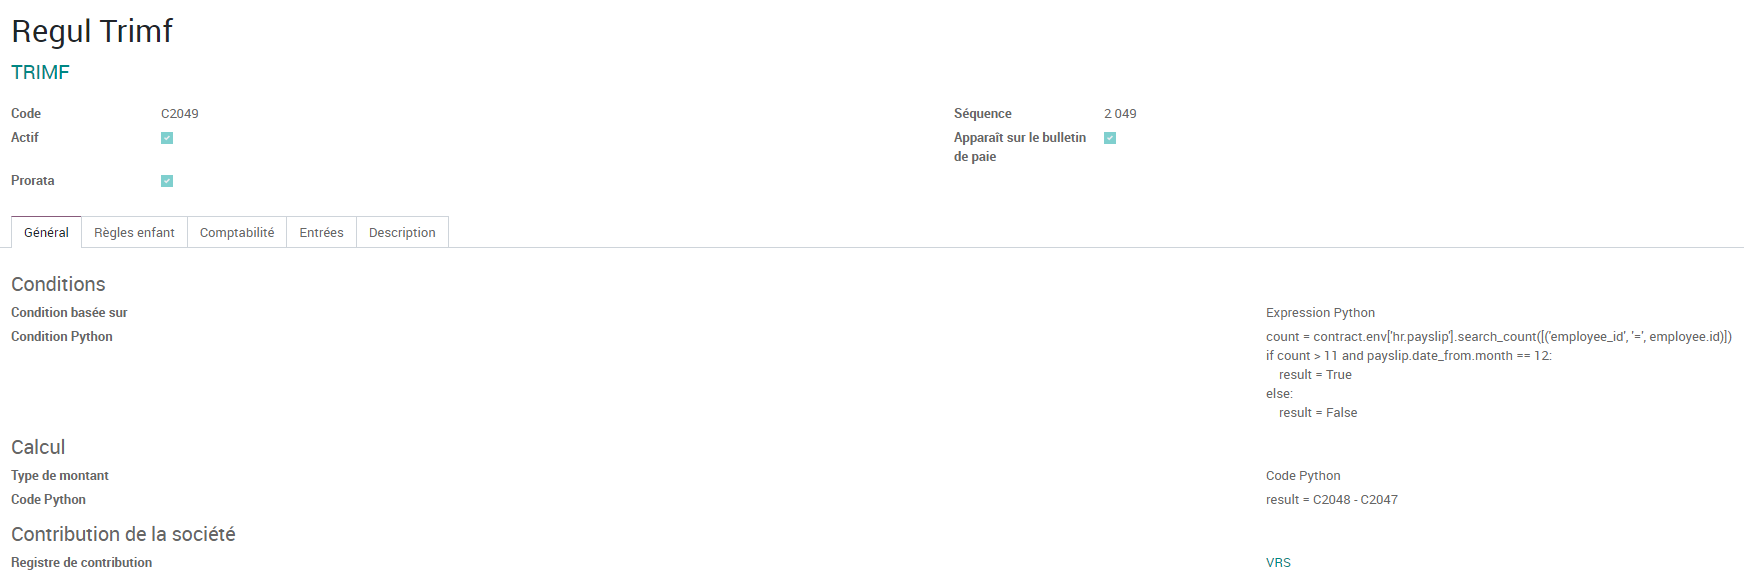 Regul Trimf
TRIMF
Code C2049 Séquence 2 049
Actif Apparaît sur le bulletin
de paie
Prorata
Général Règles enfant Comptabilité Entrées Description
Conditions
Condition basée sur Expression Python
Condition Python count = contract.env['hr.payslip'].search_count([('employee_id', '=', employee.id)])
if count > 11 and payslip.date_from.month == 12:
    result = True
else:
    result = False
Calcul
Type de montant Code Python
Code Python result = C2048 - C2047
Contribution de la société
Registre de contribution VRS